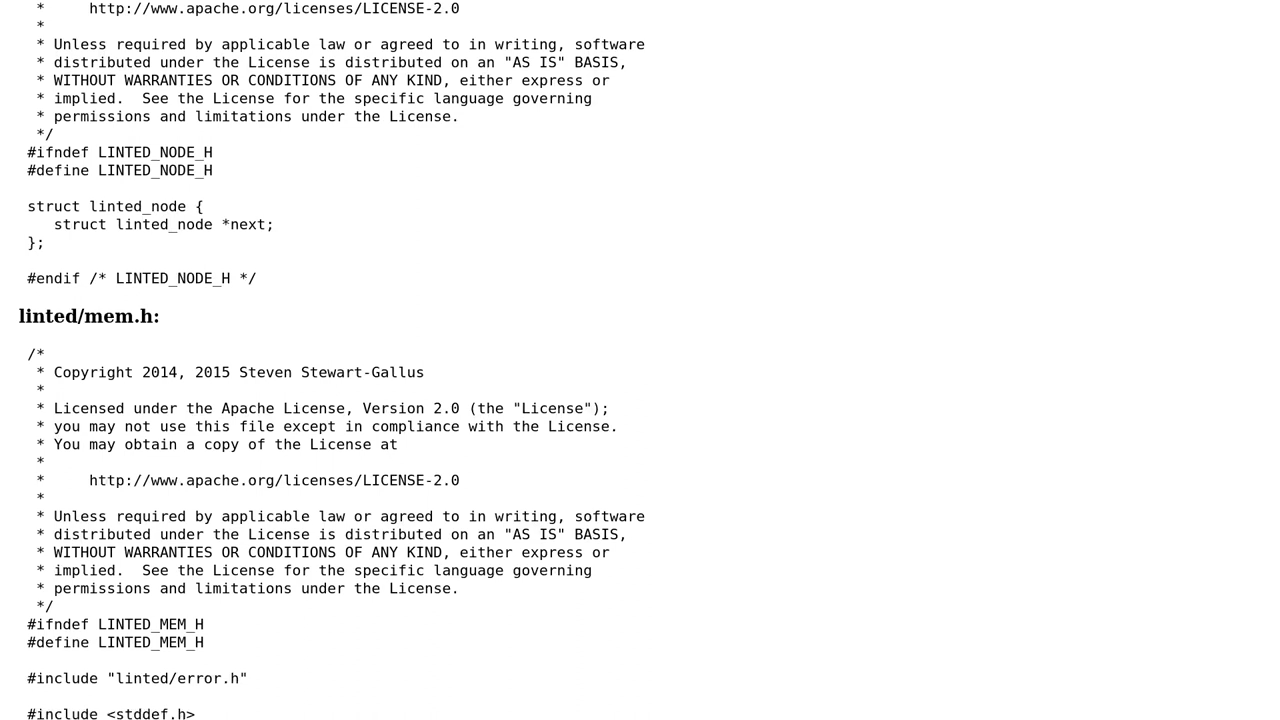 *     http://www.apache.org/licenses/LICENSE-2.0
 *
 * Unless required by applicable law or agreed to in writing, software
 * distributed under the License is distributed on an "AS IS" BASIS,
 * WITHOUT WARRANTIES OR CONDITIONS OF ANY KIND, either express or
 * implied.  See the License for the specific language governing
 * permissions and limitations under the License.
 */
#ifndef LINTED_NODE_H
#define LINTED_NODE_H

struct linted_node {
   struct linted_node *next;
};

#endif /* LINTED_NODE_H */

linted/mem.h:

/*
 * Copyright 2014, 2015 Steven Stewart-Gallus
 *
 * Licensed under the Apache License, Version 2.0 (the "License");
 * you may not use this file except in compliance with the License.
 * You may obtain a copy of the License at
 *
 *     http://www.apache.org/licenses/LICENSE-2.0
 *
 * Unless required by applicable law or agreed to in writing, software
 * distributed under the License is distributed on an "AS IS" BASIS,
 * WITHOUT WARRANTIES OR CONDITIONS OF ANY KIND, either express or
 * implied.  See the License for the specific language governing
 * permissions and limitations under the License.
 */
#ifndef LINTED_MEM_H
#define LINTED_MEM_H

#include "linted/error.h"

#include <stddef.h>